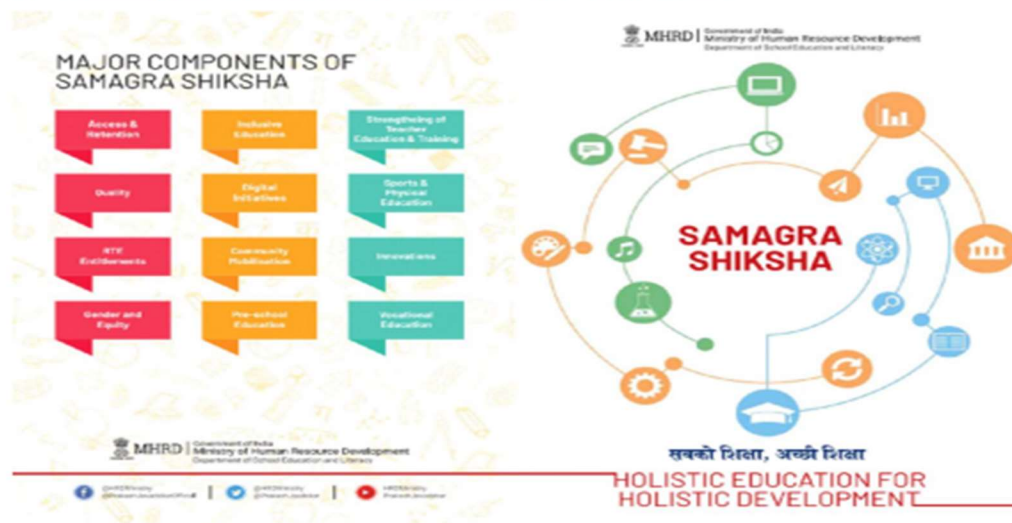 MAJOR COMPONENTS OF
SAMAGRA SHIKSHA
Access &
Retention
Inclusive
Education
Strengthcing of
Teacher
Education & Training
Quality
Digital
Initiatives
Sports &
Physical
Education
RTE
Entitlements
Community
Mobilisation
Innovations
Gender and
Equity
Pre-school
Education
Vocational
Education
MHRD
Government of India
Ministry of Human Resource Development
Department of School Education and Literacy
MHRD
Government of India
Ministry of Human Resource Development
Department of School Education and Literacy
SAMAGRA
SHIKSHA
सबको शिक्षा, अच्छी शिक्षा
HOLISTIC EDUCATION FOR
HOLISTIC DEVELOPMENT